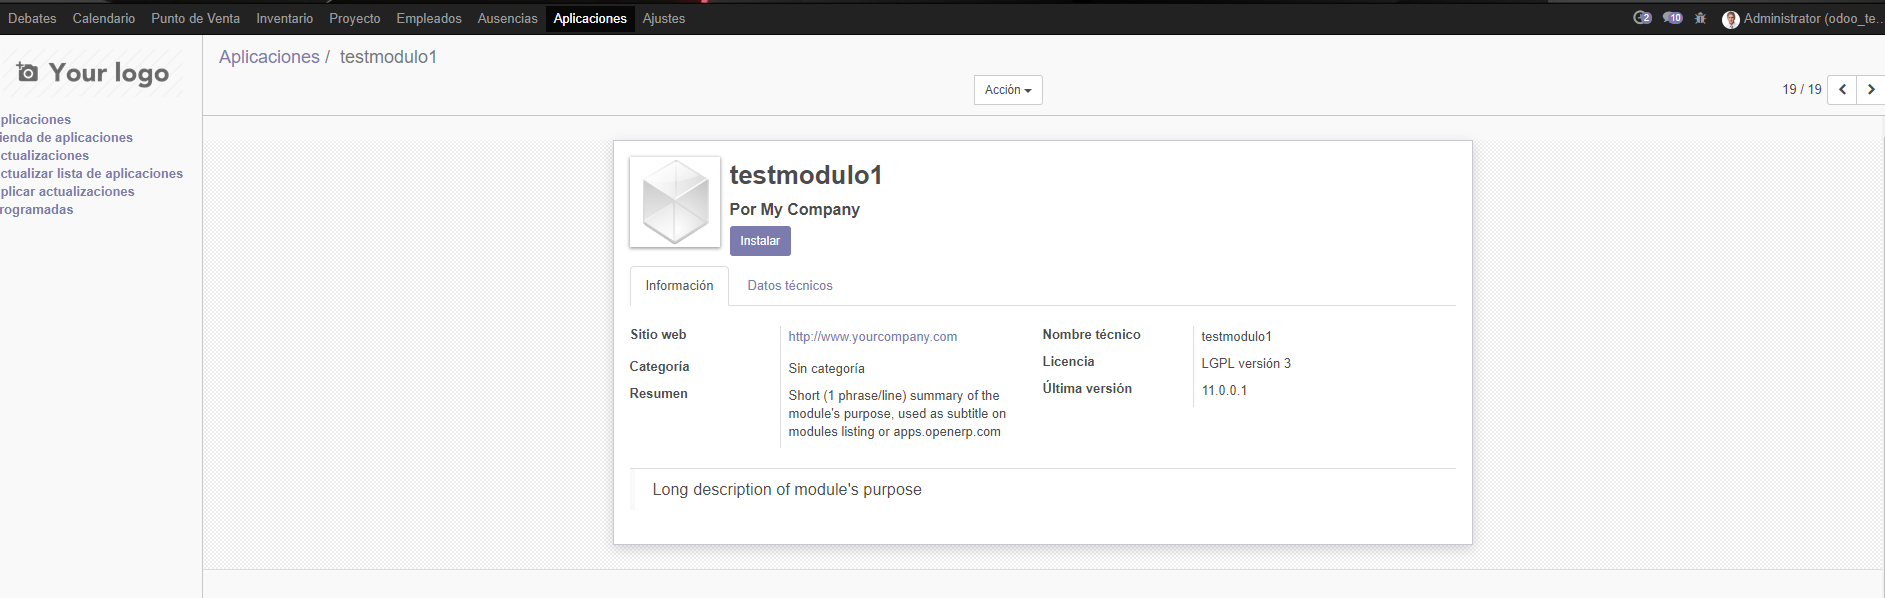 Debates Calendario Punto de Venta Inventario Proyecto Empleados Ausencias Aplicaciones Ajustes 2 10 Administrator (odoo_te...
Your logo
Aplicaciones / testmodulo1
Acción
19 / 19
plicaciones
ienda de aplicaciones
ctualizaciones
ctualizar lista de aplicaciones
plicar actualizaciones
rogramadas
testmodulo1
Por My Company
Instalar
Información Datos técnicos
Sitio web http://www.yourcompany.com
Categoría Sin categoría
Resumen Short (1 phrase/line) summary of the
module's purpose, used as subtitle on
modules listing or apps.openerp.com
Nombre técnico testmodulo1
Licencia LGPL versión 3
Última versión 11.0.0.1
Long description of module's purpose